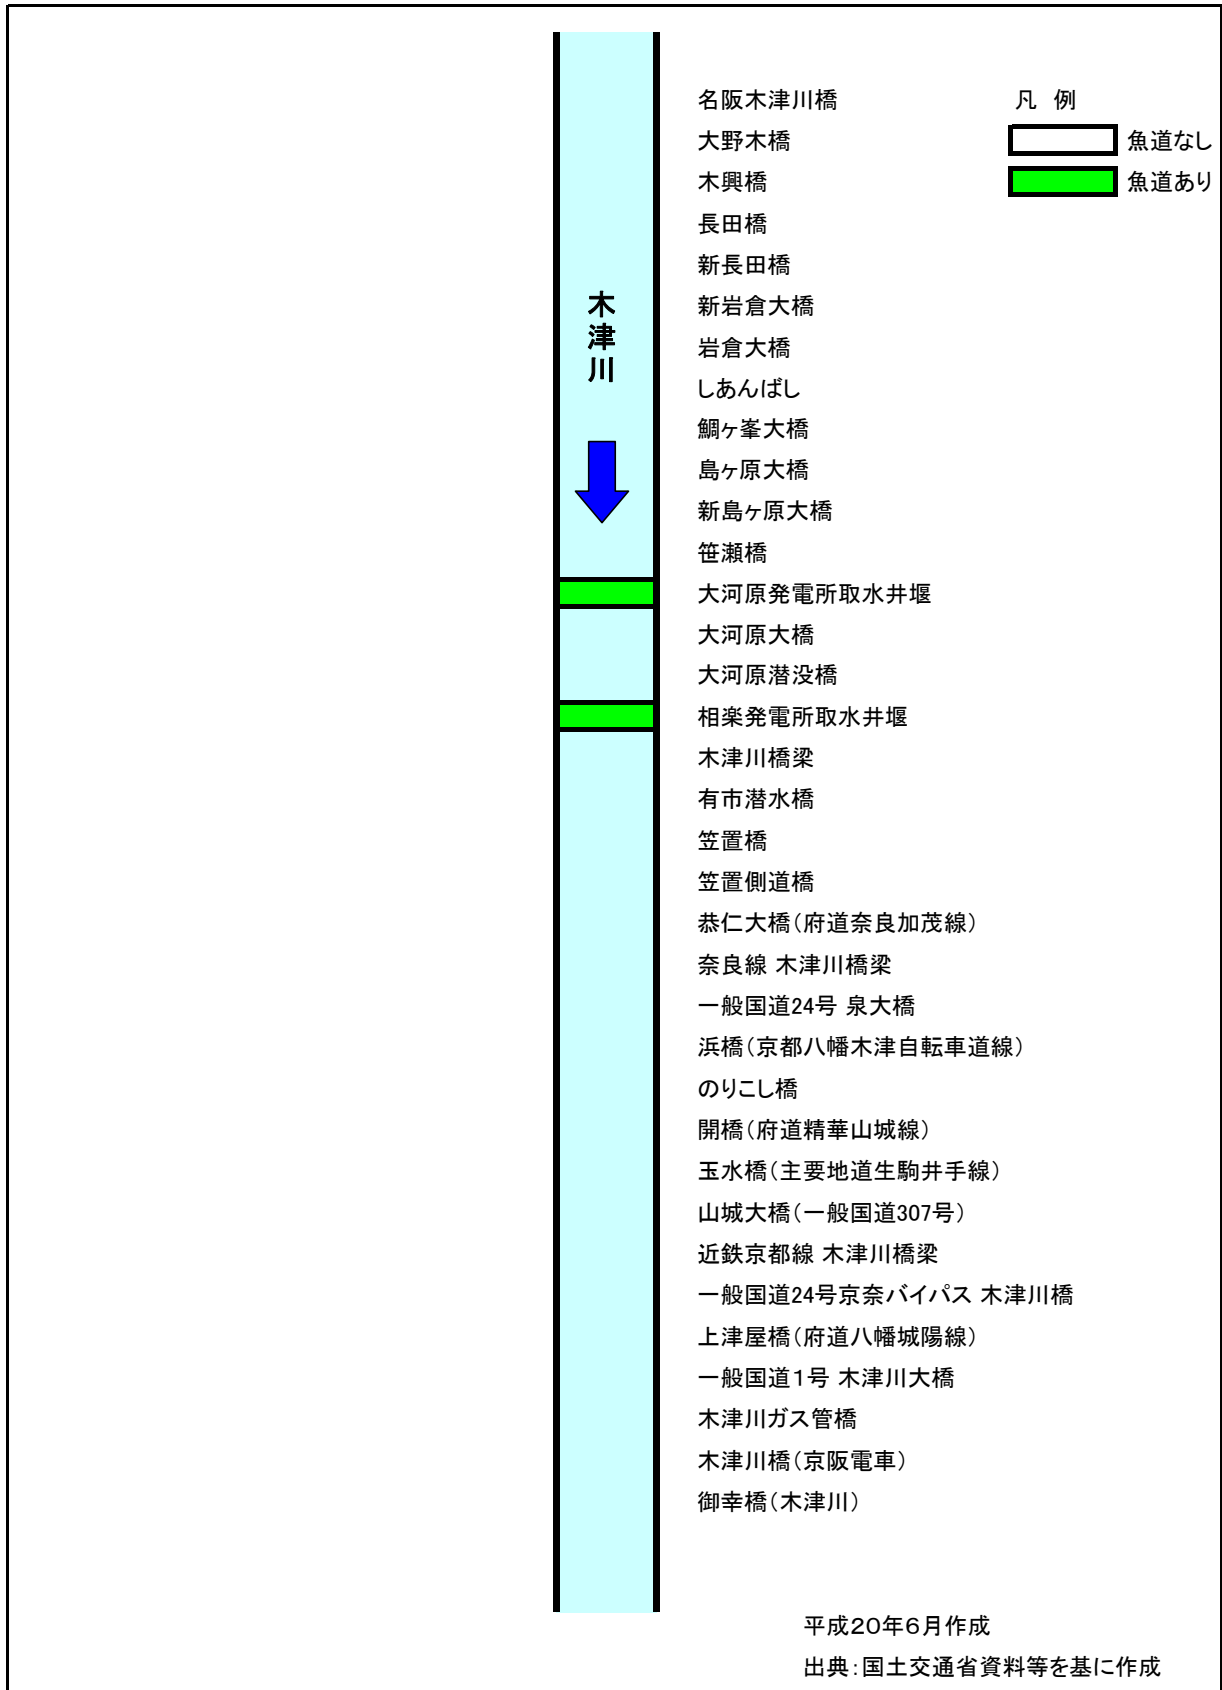 名阪木津川橋
凡 例
大野木橋
魚道なし
木興橋
魚道あり
長田橋
新長田橋
新岩倉大橋
岩倉大橋
しあんばし
鯛ヶ峯大橋
島ヶ原大橋
新島ヶ原大橋
笹瀬橋
木津川
大河原発電所取水井堰
大河原大橋
大河原潜没橋
相楽発電所取水井堰
木津川橋梁
有市潜水橋
笠置橋
笠置側道橋
恭仁大橋（府道奈良加茂線）
奈良線 木津川橋梁
一般国道24号 泉大橋
浜橋（京都八幡木津自転車道線）
のりこし橋
開橋（府道精華山城線）
玉水橋（主要地道生駒井手線）
山城大橋（一般国道307号）
近鉄京都線 木津川橋梁
一般国道24号京奈バイパス 木津川橋
上津屋橋（府道八幡城陽線）
一般国道１号 木津川大橋
木津川ガス管橋
木津川橋（京阪電車）
御幸橋（木津川）
平成２０年６月作成
出典：国土交通省資料等を基に作成